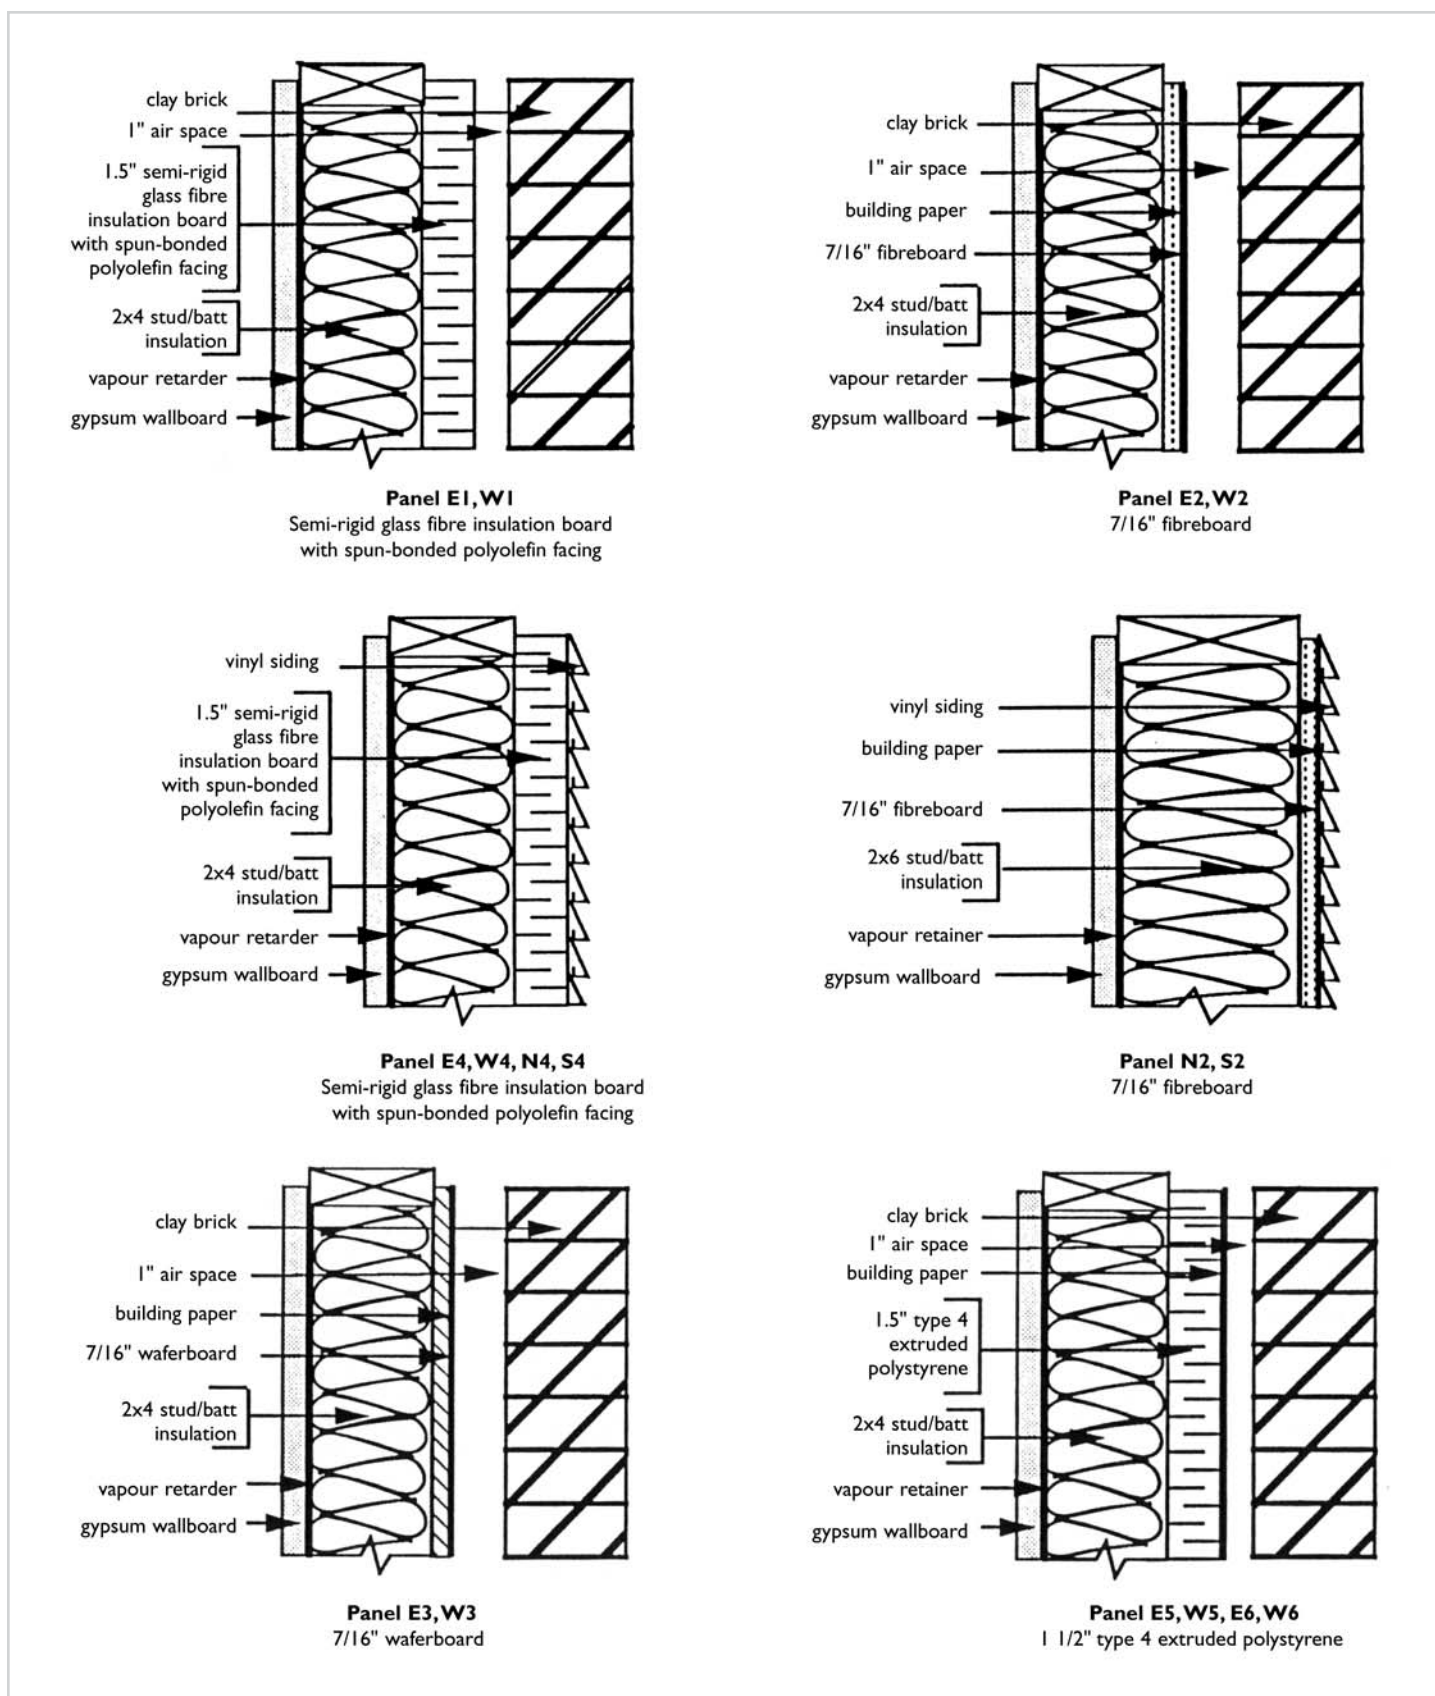 clay brick
1" air space
1.5" semi-rigid
glass fibre
insulation board
with spun-bonded
polyolefin facing
2x4 stud/batt
insulation
vapour retarder
gypsum wallboard
Panel E1, W1
Semi-rigid glass fibre insulation board
with spun-bonded polyolefin facing
clay brick
1" air space
building paper
7/16" fibreboard
2x4 stud/batt
insulation
vapour retarder
gypsum wallboard
Panel E2, W2
7/16" fibreboard
vinyl siding
1.5" semi-rigid
glass fibre
insulation board
with spun-bonded
polyolefin facing
2x4 stud/batt
insulation
vapour retarder
gypsum wallboard
Panel E4, W4, N4, S4
Semi-rigid glass fibre insulation board
with spun-bonded polyolefin facing
vinyl siding
building paper
7/16" fibreboard
2x6 stud/batt
insulation
vapour retainer
gypsum wallboard
Panel N2, S2
7/16" fibreboard
clay brick
1" air space
building paper
7/16" waferboard
2x4 stud/batt
insulation
vapour retarder
gypsum wallboard
Panel E3, W3
7/16" waferboard
clay brick
1" air space
building paper
1.5" type 4
extruded
polystyrene
2x4 stud/batt
insulation
vapour retainer
gypsum wallboard
Panel E5, W5, E6, W6
1 1/2" type 4 extruded polystyrene